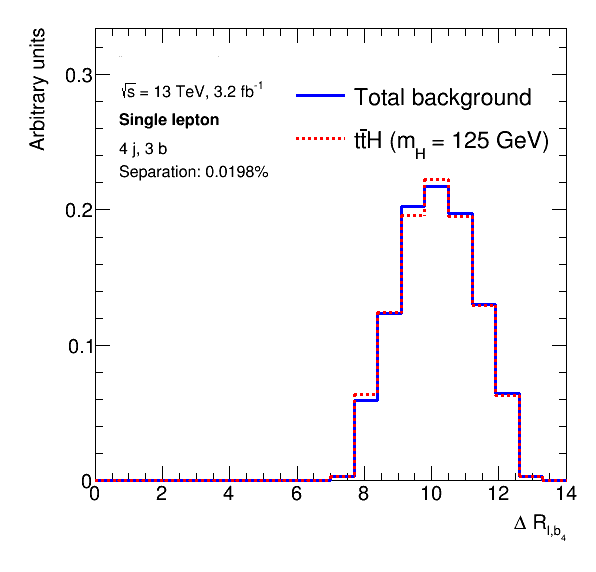 Arbitrary units
0.3
0.2
0.1
0
√s = 13 TeV, 3.2 fb⁻¹
Single lepton
4 j, 3 b
Separation: 0.0198%
Total background
tt̄H (m_H = 125 GeV)
0 2 4 6 8 10 12 14
Δ R_l,b₄